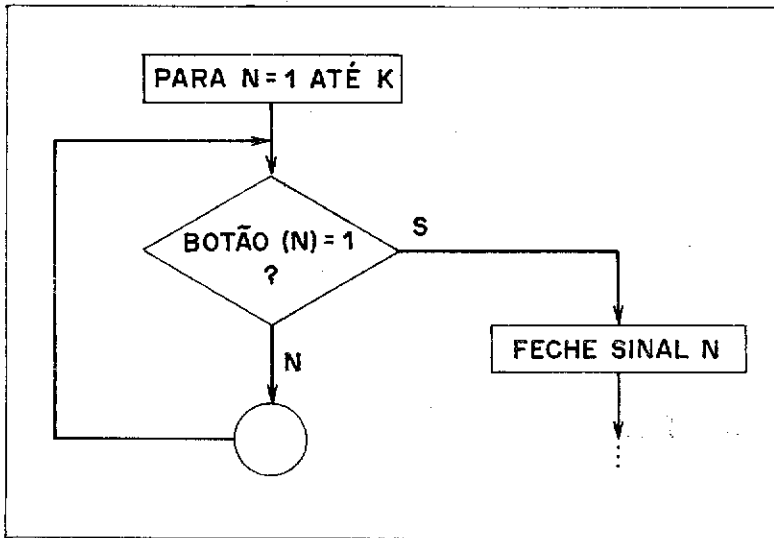 PARA N=1 ATÉ K
BOTÃO (N)=1
?
S
N
FECHE SINAL N